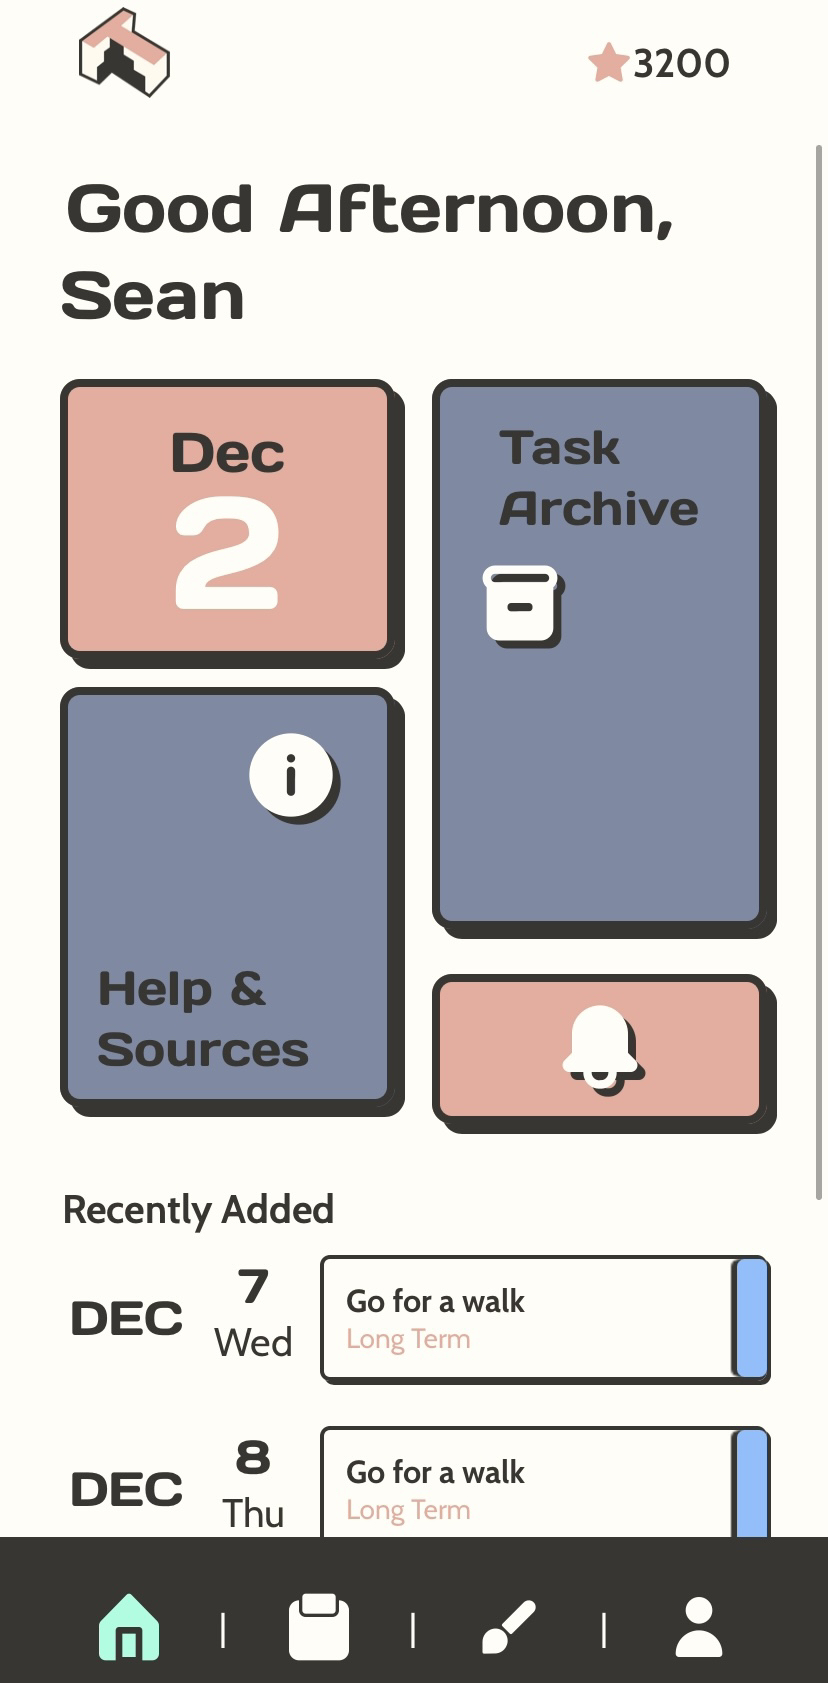 3200
Good Afternoon,
Sean
Dec
2
Task
Archive
Help &
Sources
Recently Added
DEC
7
Wed
Go for a walk
Long Term
DEC
8
Thu
Go for a walk
Long Term